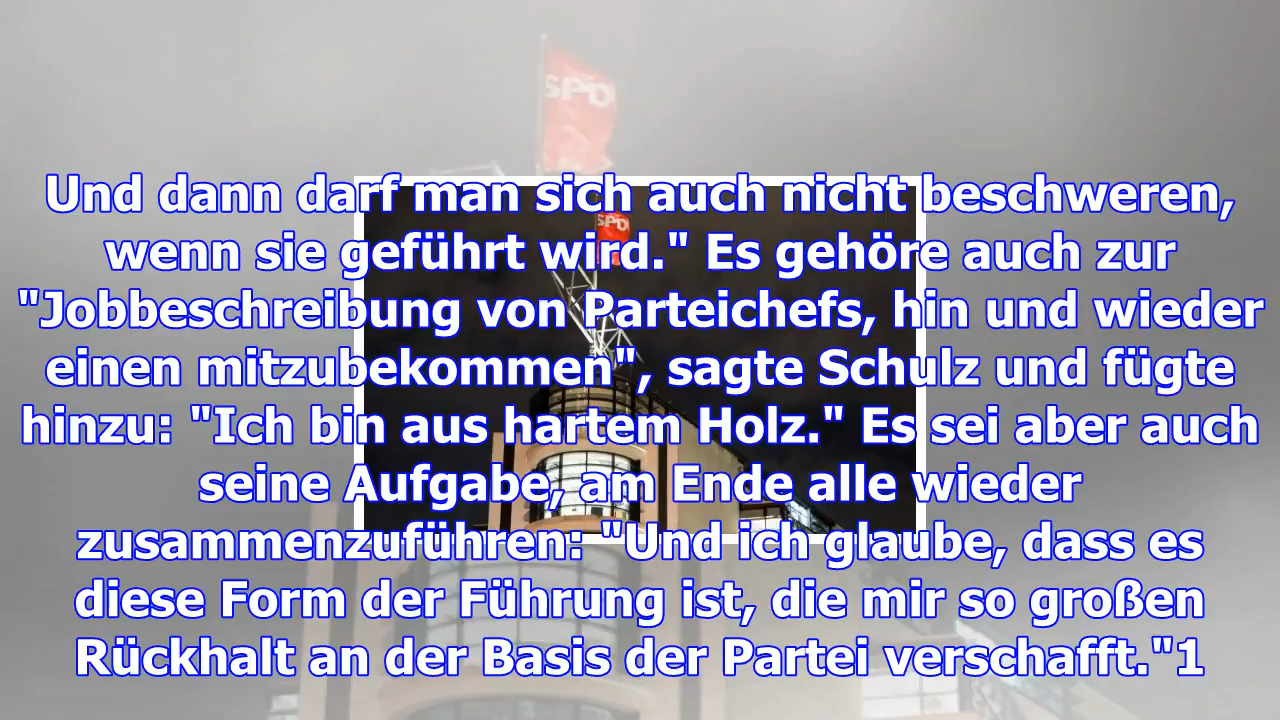 SPD
SPD
Und dann darf man sich auch nicht beschweren,
wenn sie geführt wird." Es gehöre auch zur
"Jobbeschreibung von Parteichefs, hin und wieder
einen mitzubekommen", sagte Schulz und fügte
hinzu: "Ich bin aus hartem Holz." Es sei aber auch
seine Aufgabe, am Ende alle wieder
zusammenzuführen: "Und ich glaube, dass es
diese Form der Führung ist, die mir so großen
Rückhalt an der Basis der Partei verschafft."1